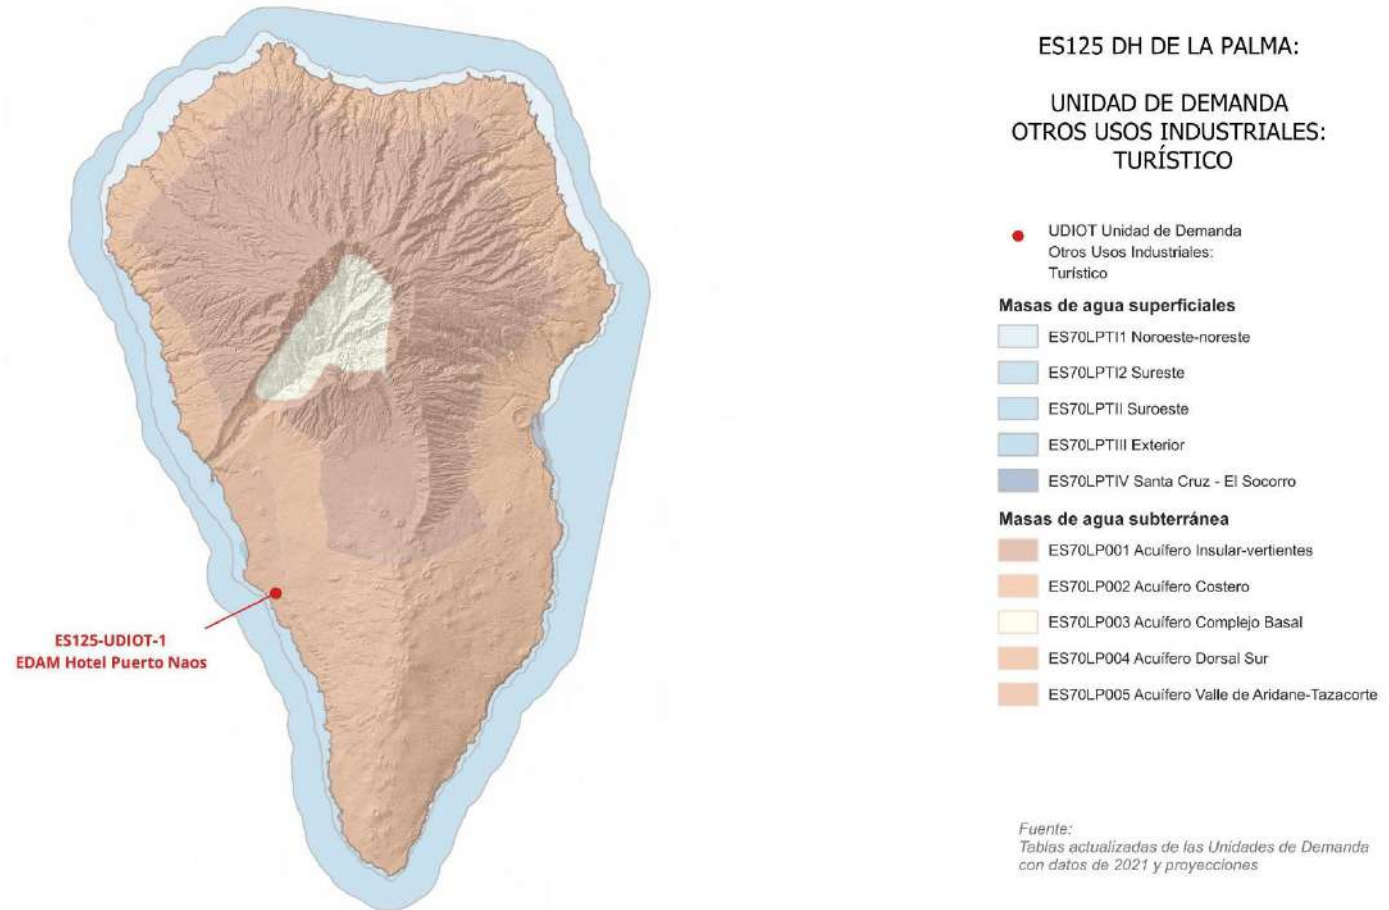 ES125 DH DE LA PALMA:
UNIDAD DE DEMANDA
OTROS USOS INDUSTRIALES:
TURÍSTICO
UDIOT Unidad de Demanda
Otros Usos Industriales:
Turístico
Masas de agua superficiales
ES70LPTI1 Noroeste-noreste
ES70LPTI2 Sureste
ES70LPTII Suroeste
ES70LPTIII Exterior
ES70LPTIV Santa Cruz - El Socorro
Masas de agua subterránea
ES70LP001 Acuífero Insular-vertientes
ES70LP002 Acuífero Costero
ES70LP003 Acuífero Complejo Basal
ES70LP004 Acuífero Dorsal Sur
ES70LP005 Acuífero Valle de Aridane-Tazacorte
ES125-UDIOT-1
EDAM Hotel Puerto Naos
Fuente:
Tablas actualizadas de las Unidades de Demanda
con datos de 2021 y proyecciones